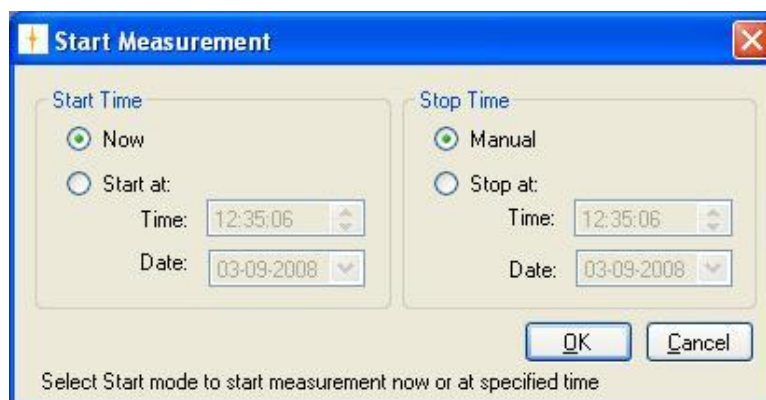 Start Measurement
Start Time
Now
Start at:
Time: 12:35:06
Date: 03-09-2008
Stop Time
Manual
Stop at:
Time: 12:35:06
Date: 03-09-2008
OK Cancel
Select Start mode to start measurement now or at specified time